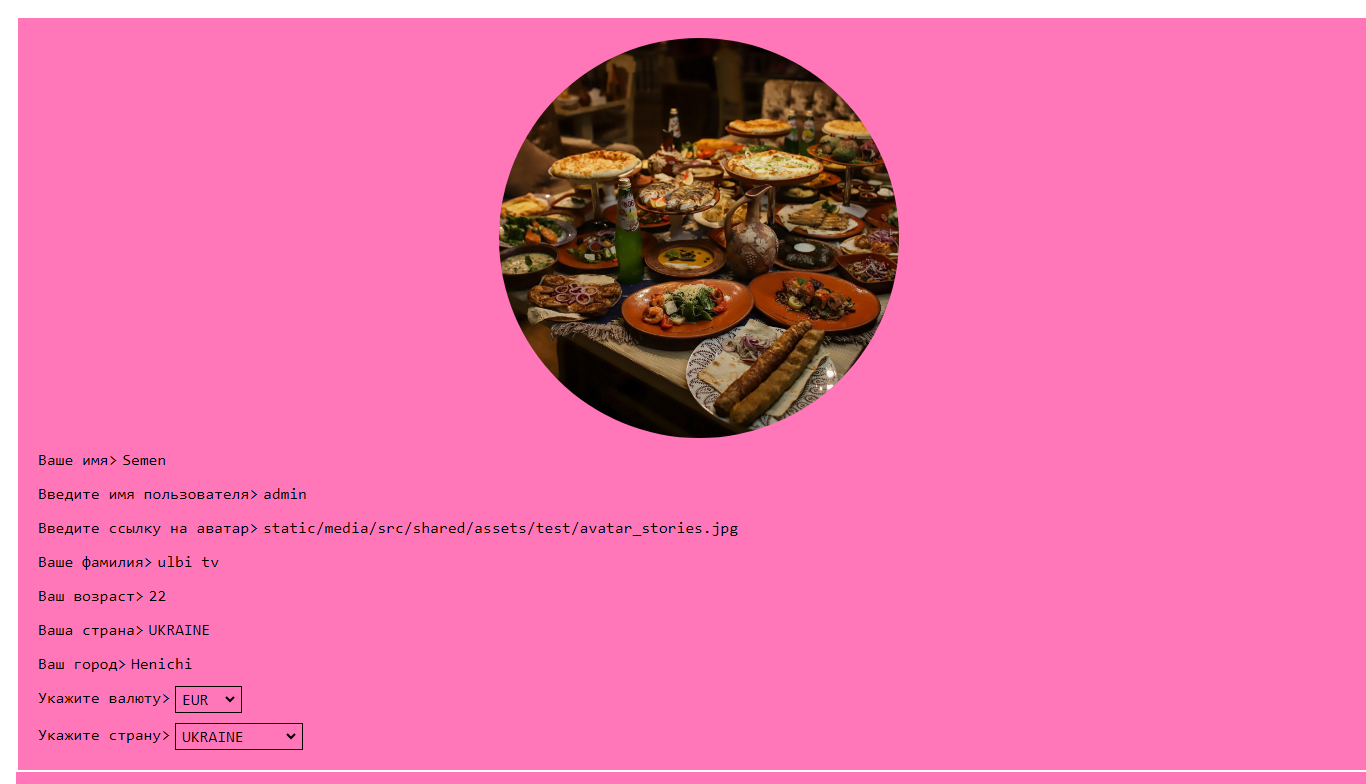 Ваше имя> Semen
Введите имя пользователя> admin
Введите ссылку на аватар> static/media/src/shared/assets/test/avatar_stories.jpg
Ваше фамилия> ulbi tv
Ваш возраст> 22
Ваша страна> UKRAINE
Ваш город> Henichi
Укажите валюту> EUR
Укажите страну> UKRAINE